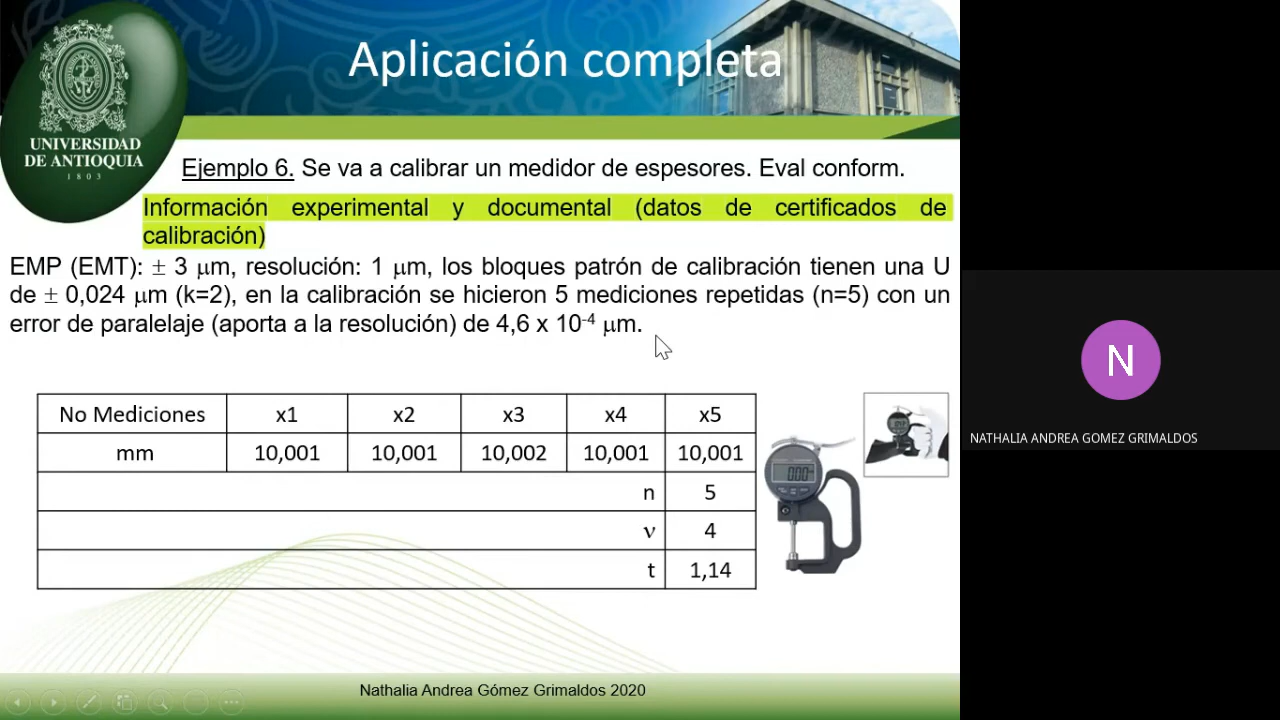 Aplicación completa
UNIVERSIDAD
DE ANTIOQUIA
1803
Ejemplo 6. Se va a calibrar un medidor de espesores. Eval conform.
Información experimental y documental (datos de certificados de
calibración)
EMP (EMT): ± 3 μm, resolución: 1 μm, los bloques patrón de calibración tienen una U
de ± 0,024 μm (k=2), en la calibración se hicieron 5 mediciones repetidas (n=5) con un
error de paralelaje (aporta a la resolución) de 4,6 x 10⁻⁴ μm.
No Mediciones x1 x2 x3 x4 x5
mm 10,001 10,001 10,002 10,001 10,001
n 5
ν 4
t 1,14
0.00
Nathalia Andrea Gómez Grimaldos 2020
N
NATHALIA ANDREA GOMEZ GRIMALDOS